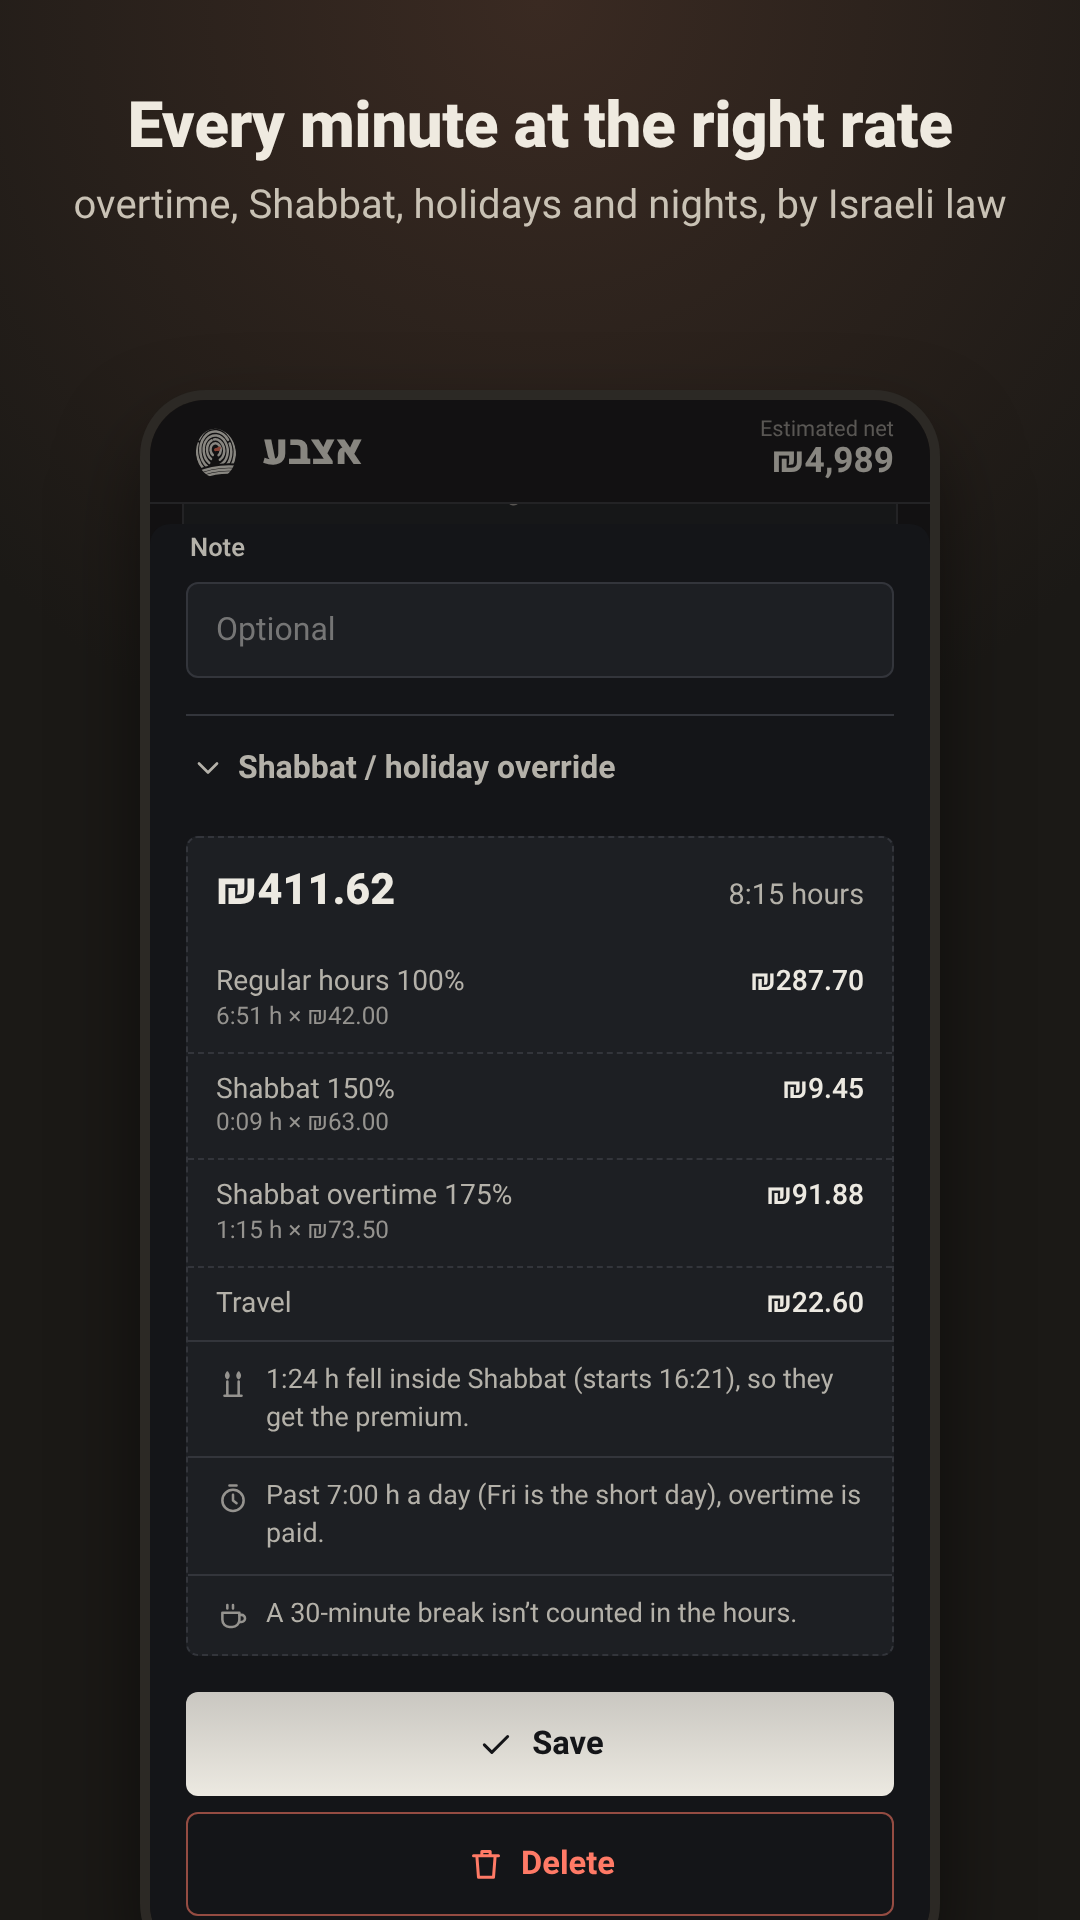 Every minute at the right rate
overtime, Shabbat, holidays and nights, by Israeli law
אצבע
Estimated net
₪4,989
Note
Optional
Shabbat / holiday override
₪411.62
8:15 hours
Regular hours 100%
₪287.70
6:51 h × ₪42.00
Shabbat 150%
₪9.45
0:09 h × ₪63.00
Shabbat overtime 175%
₪91.88
1:15 h × ₪73.50
Travel
₪22.60
1:24 h fell inside Shabbat (starts 16:21), so they
get the premium.
Past 7:00 h a day (Fri is the short day), overtime is
paid.
A 30-minute break isn’t counted in the hours.
Save
Delete